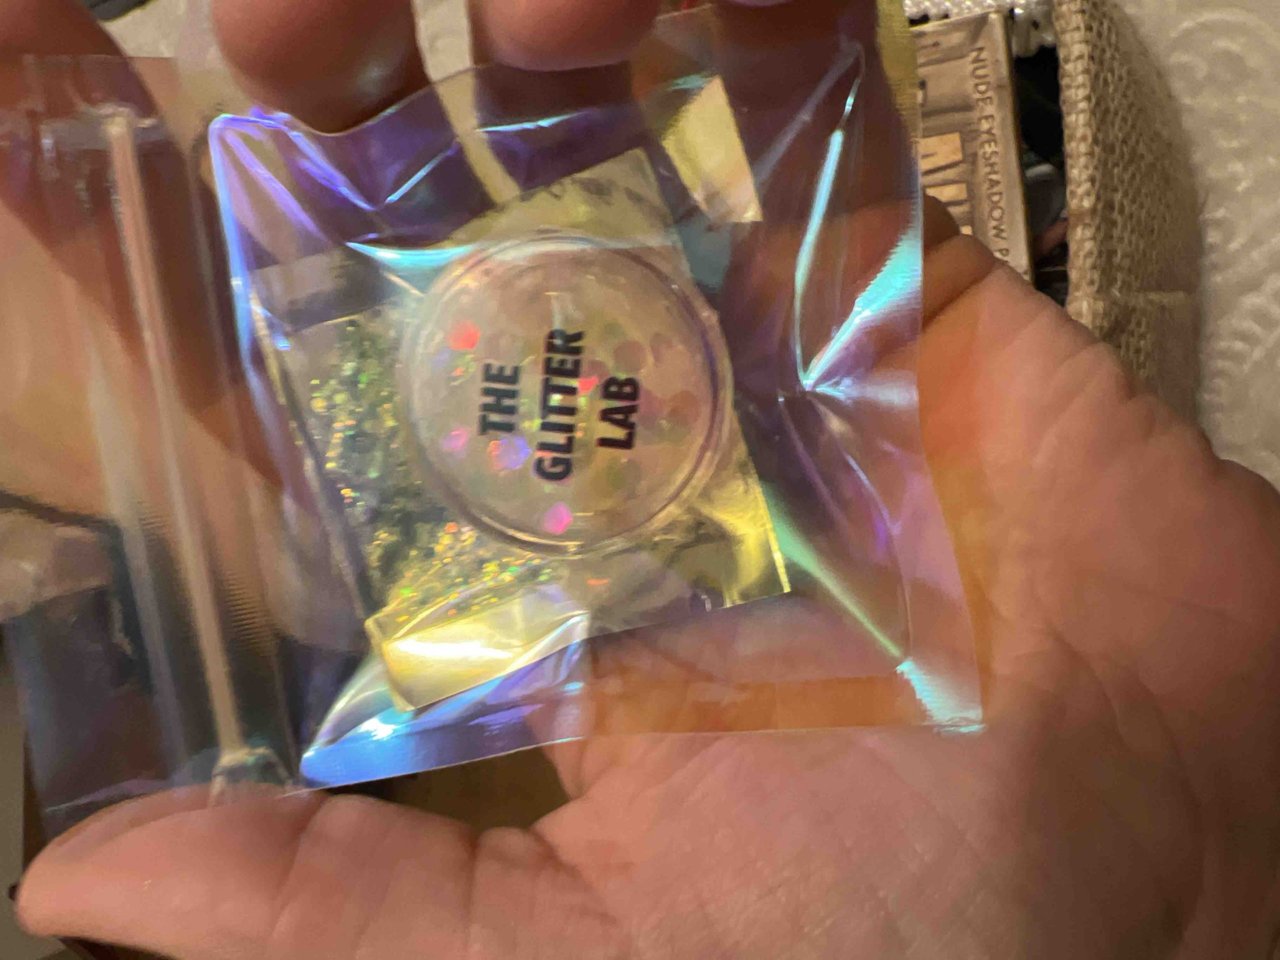 THE
GLITTER
LAB
NUDE EYESHADOW P